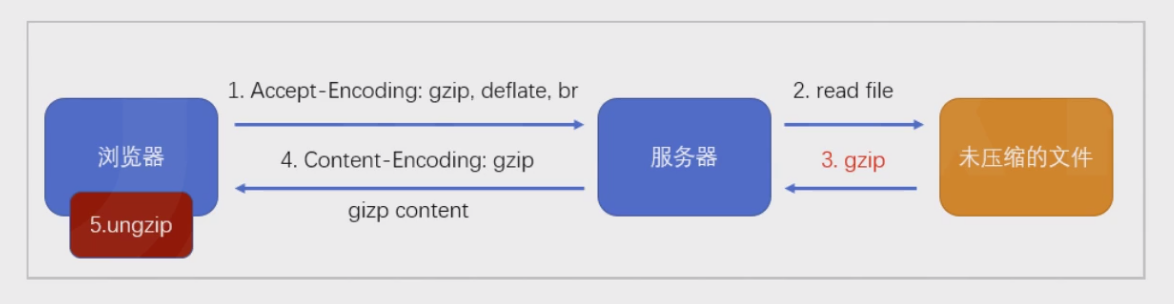 1. Accept-Encoding: gzip, deflate, br
2. read file
浏览器
4. Content-Encoding: gzip
服务器
3. gzip
未压缩的文件
gizp content
5.ungzip